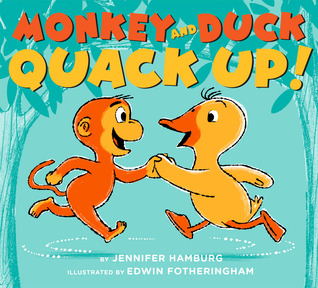 MONKEY AND DUCK
QUACK UP!
BY JENNIFER HAMBURG
ILLUSTRATED BY EDWIN FOTHERINGHAM